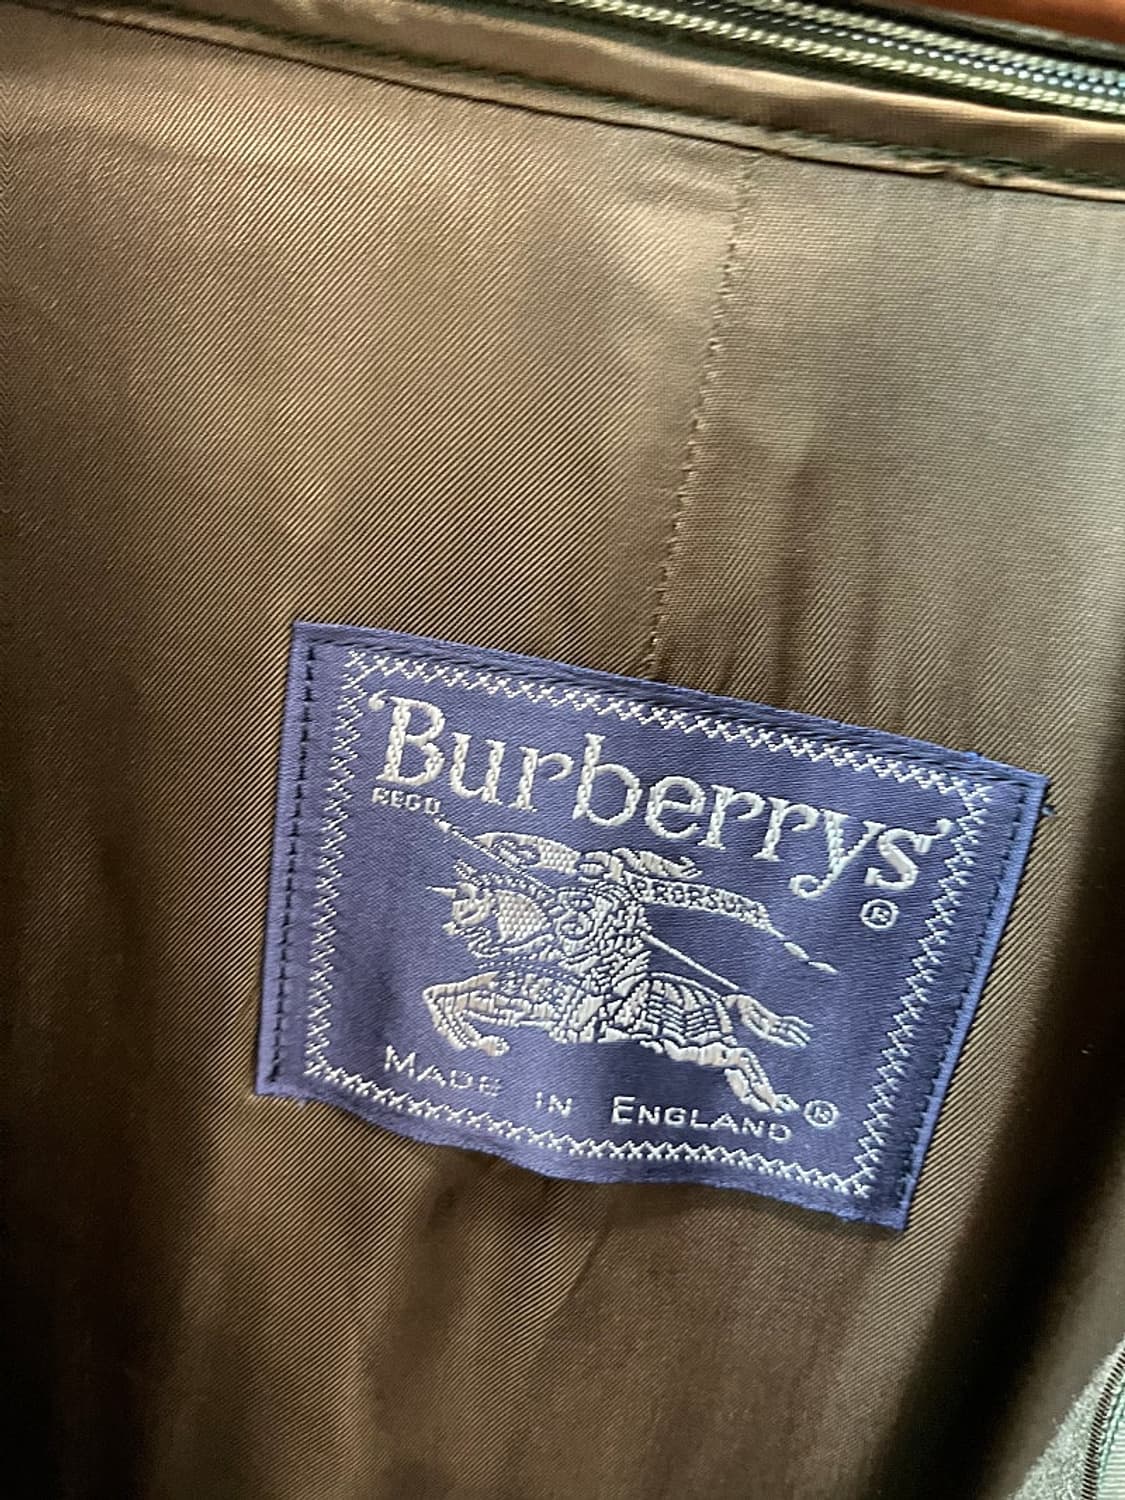 'Burberrys'
REGD.
®
PRORSUM
®
MADE IN ENGLAND